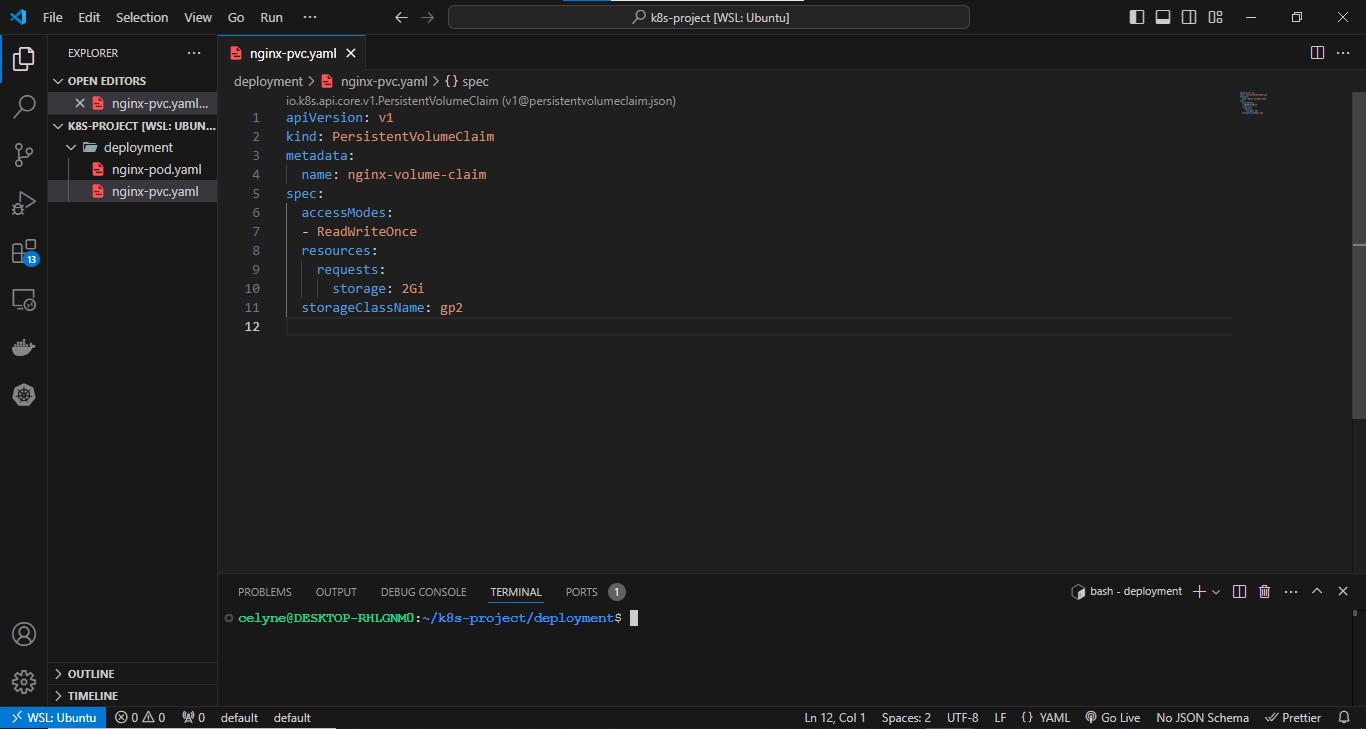 File Edit Selection View Go Run ···
k8s-project [WSL: Ubuntu]
EXPLORER ···
OPEN EDITORS
nginx-pvc.yaml...
K8S-PROJECT [WSL: UBUN...
deployment
nginx-pod.yaml
nginx-pvc.yaml
13
OUTLINE
TIMELINE
nginx-pvc.yaml
deployment > nginx-pvc.yaml > {} spec
io.k8s.api.core.v1.PersistentVolumeClaim (v1@persistentvolumeclaim.json)
1 apiVersion: v1
2 kind: PersistentVolumeClaim
3 metadata:
4   name: nginx-volume-claim
5 spec:
6   accessModes:
7   - ReadWriteOnce
8   resources:
9     requests:
10       storage: 2Gi
11   storageClassName: gp2
12
PROBLEMS OUTPUT DEBUG CONSOLE TERMINAL PORTS 1
bash - deployment
celyne@DESKTOP-RHLGNM0:~/k8s-project/deployment$
WSL: Ubuntu 0 0 0 default default Ln 12, Col 1 Spaces: 2 UTF-8 LF {} YAML Go Live No JSON Schema Prettier